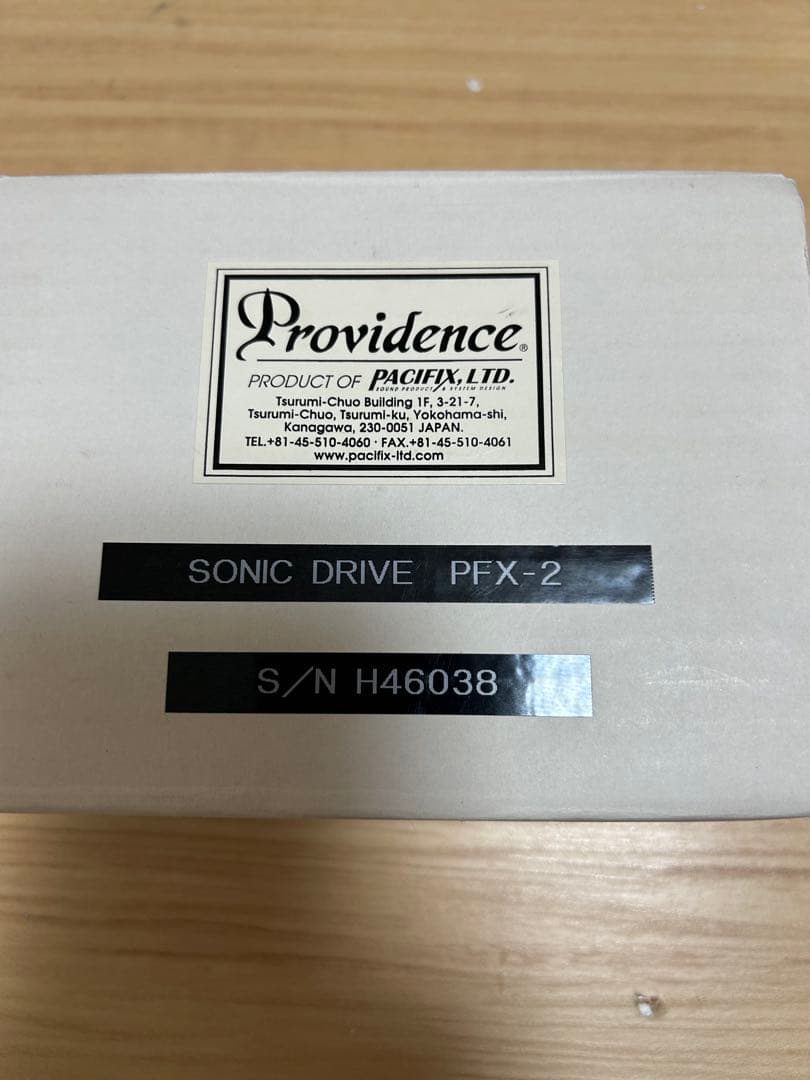 Providence®
PRODUCT OF PACIFIX, LTD.
SOUND PRODUCT & SYSTEM DESIGN
Tsurumi-Chuo Building 1F, 3-21-7,
Tsurumi-Chuo, Tsurumi-ku, Yokohama-shi,
Kanagawa, 230-0051 JAPAN.
TEL.+81-45-510-4060 · FAX.+81-45-510-4061
www.pacifix-ltd.com
SONIC DRIVE PFX-2
S/N H46038